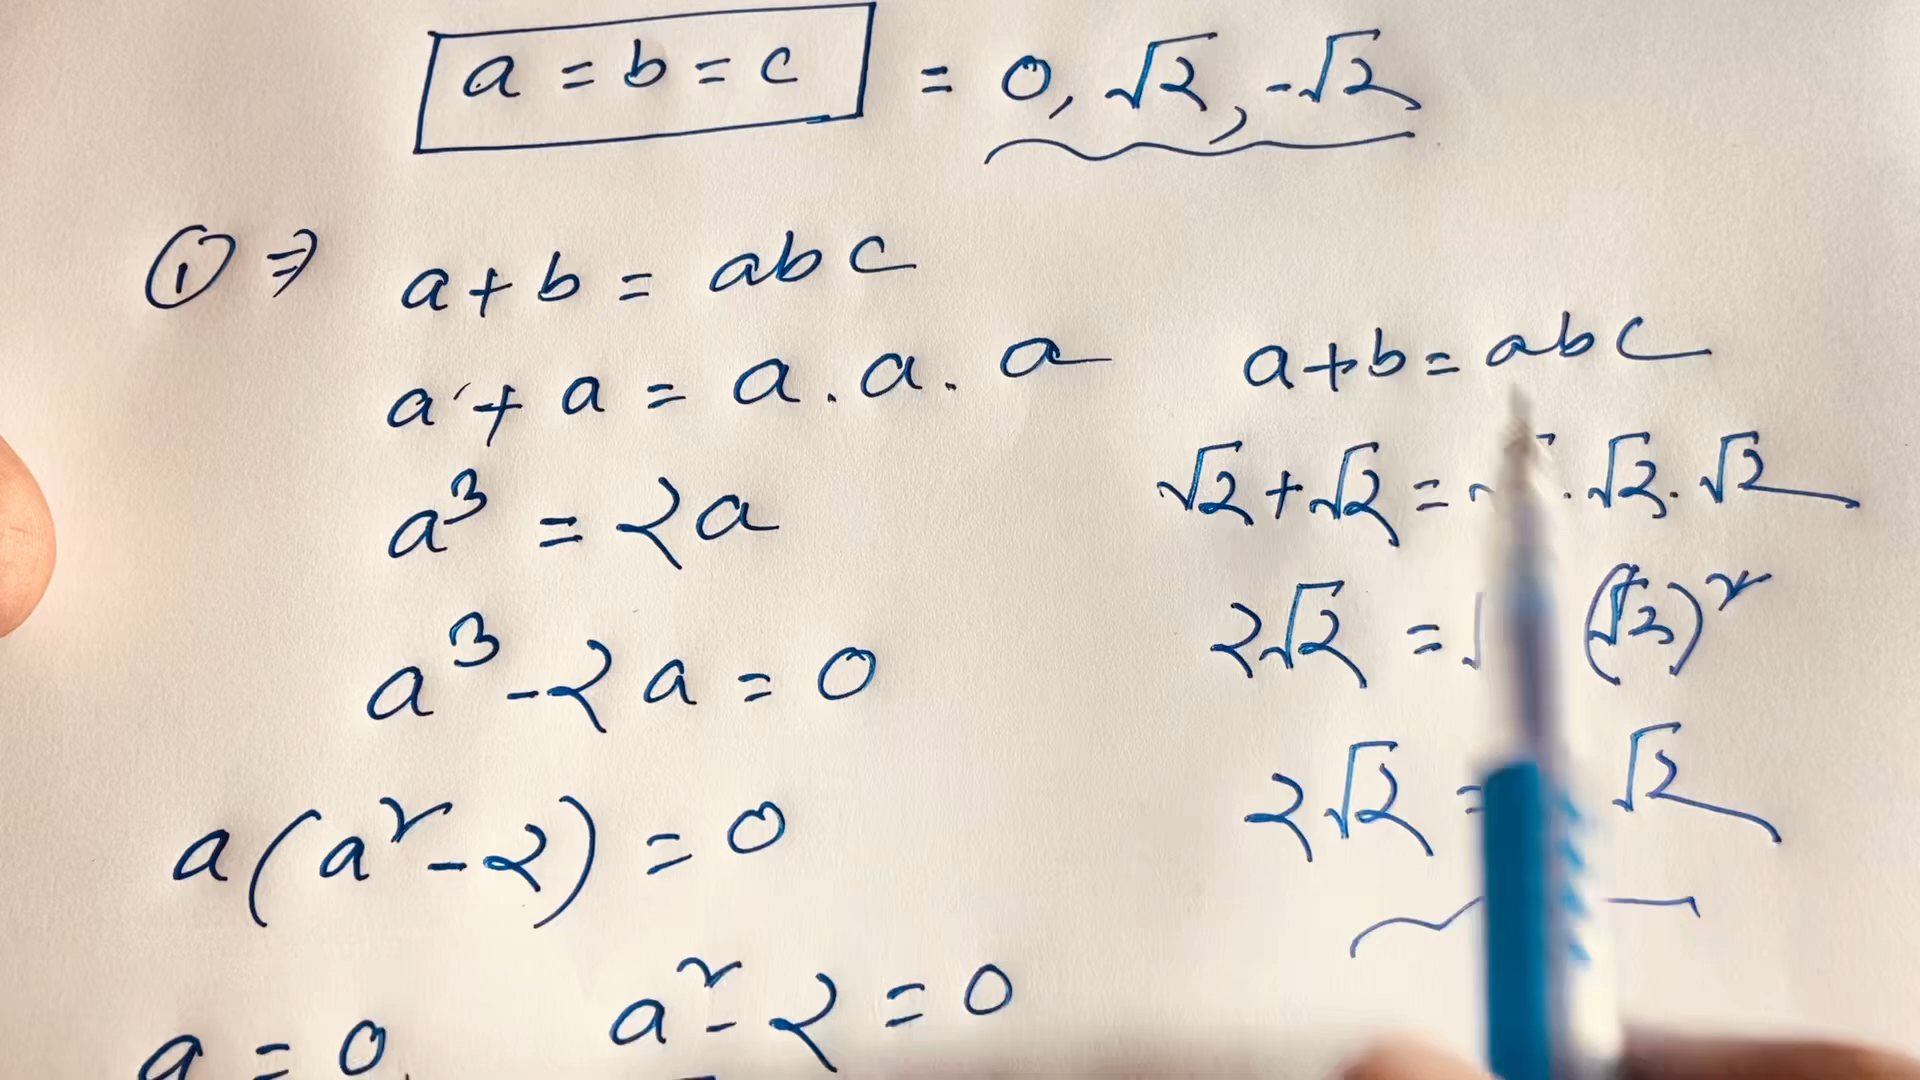 a = b = c = 0, √2, -√2
① ⇒ a + b = abc
a + a = a . a . a
a³ = 2a
a³ - 2a = 0
a(a² - 2) = 0
a = 0, a² - 2 = 0
a + b = abc
√2 + √2 = . √2 . √2
2√2 = (√2)²
2√2 = √2